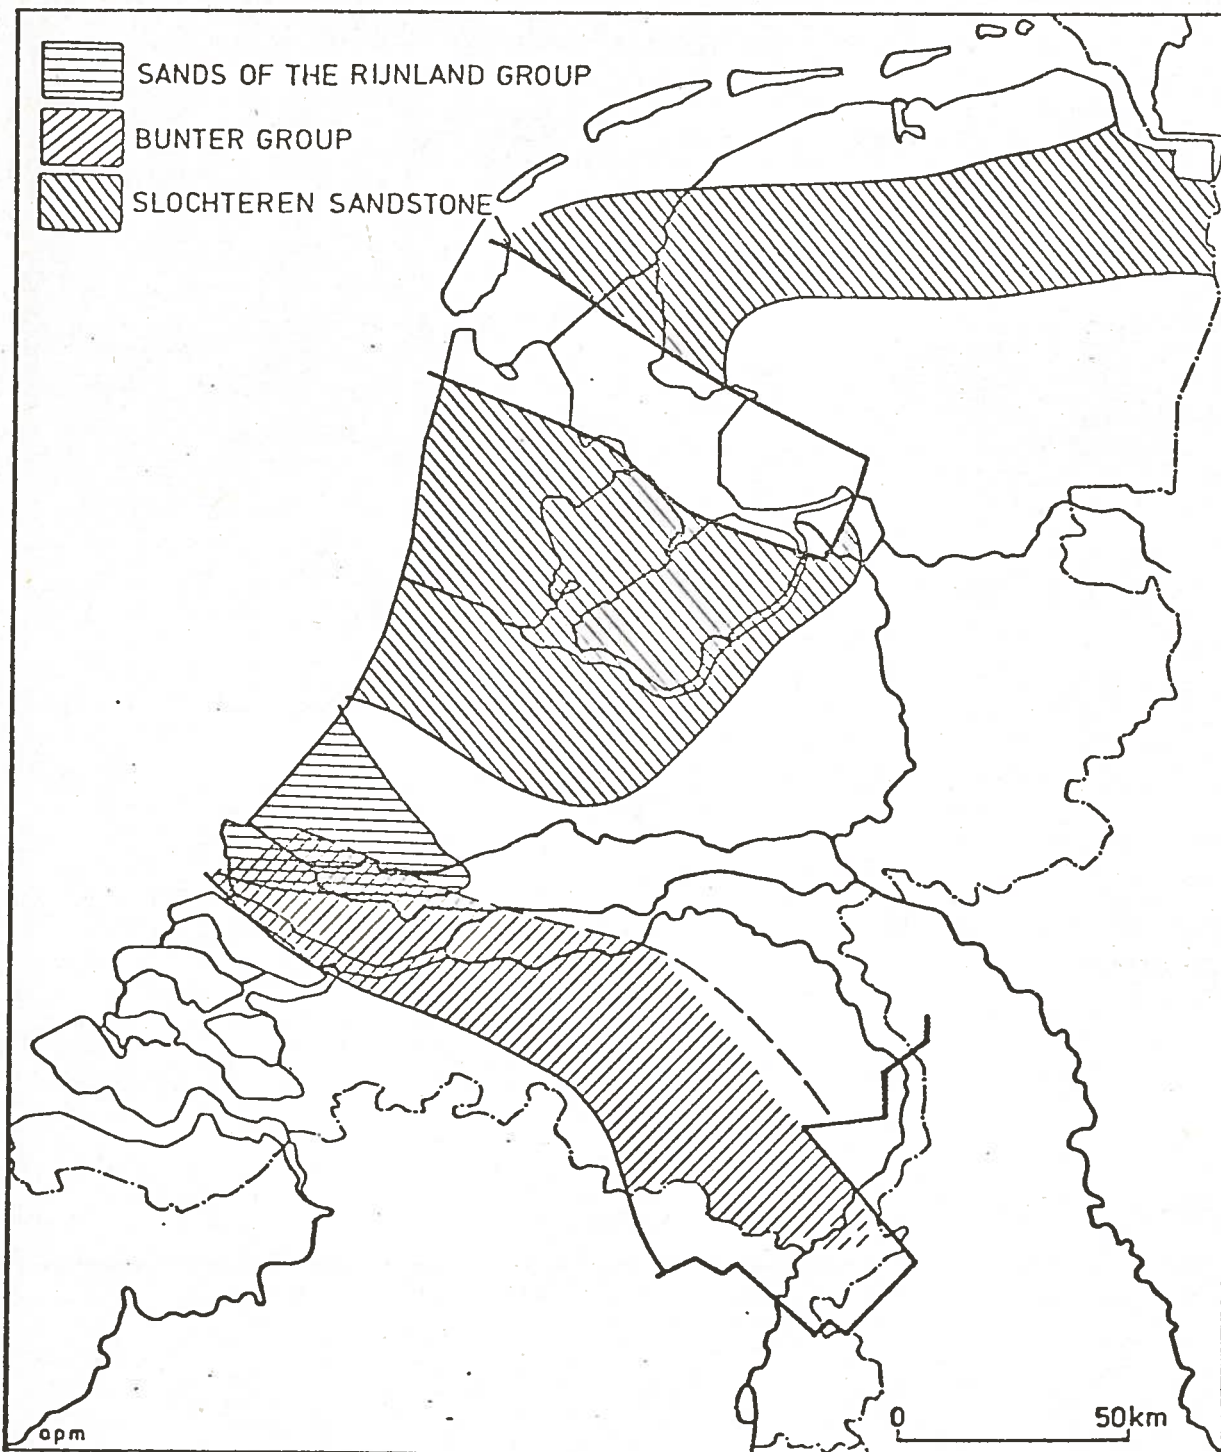 SANDS OF THE RIJNLAND GROUP
BUNTER GROUP
SLOCHTEREN SANDSTONE
0 50km
apm